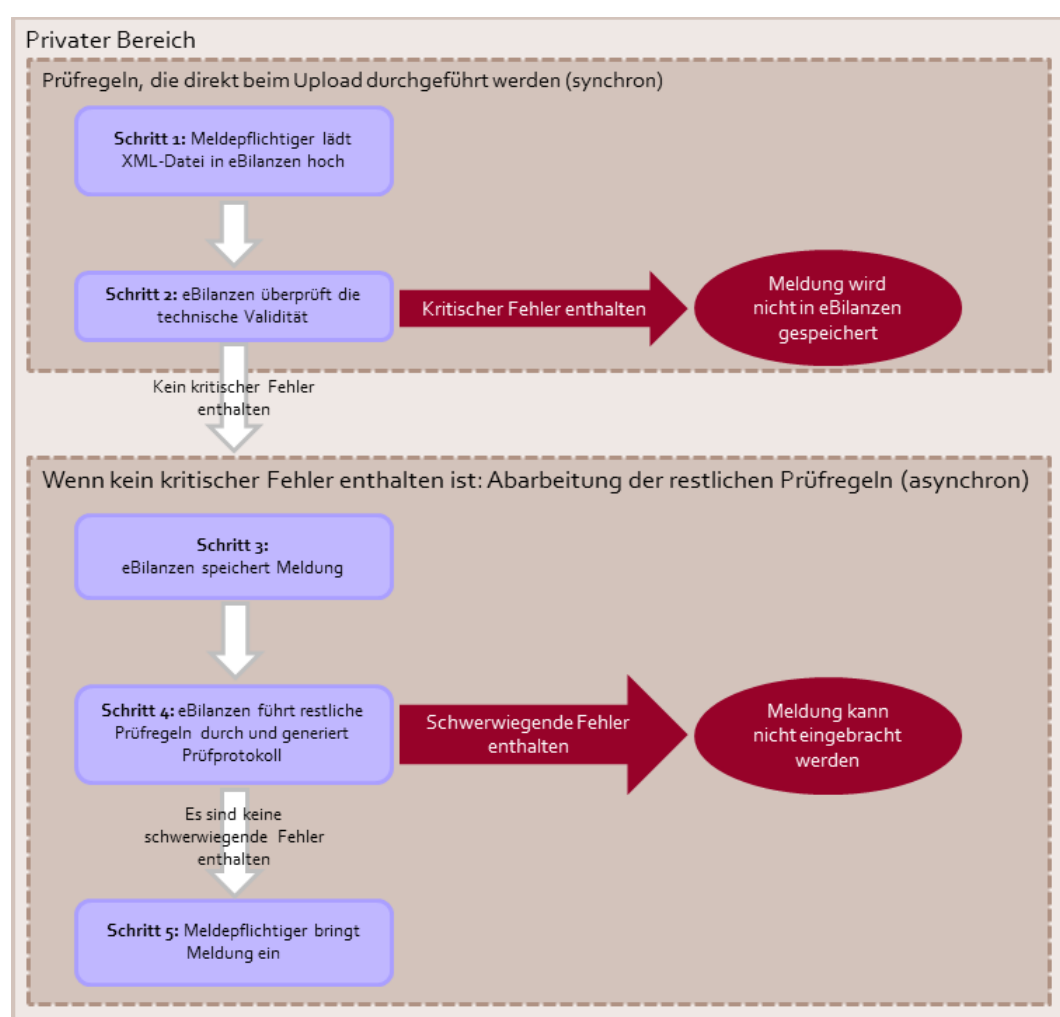 Privater Bereich
Prüfregeln, die direkt beim Upload durchgeführt werden (synchron)
Schritt 1: Meldepflichtiger lädt
XML-Datei in eBilanzen hoch
Schritt 2: eBilanzen überprüft die
technische Validität
Kritischer Fehler enthalten
Meldung wird
nicht in eBilanzen
gespeichert
Kein kritischer Fehler
enthalten
Wenn kein kritischer Fehler enthalten ist: Abarbeitung der restlichen Prüfregeln (asynchron)
Schritt 3:
eBilanzen speichert Meldung
Schritt 4: eBilanzen führt restliche
Prüfregeln durch und generiert
Prüfprotokoll
Schwerwiegende Fehler
enthalten
Meldung kann
nicht eingebracht
werden
Es sind keine
schwerwiegende Fehler
enthalten
Schritt 5: Meldepflichtiger bringt
Meldung ein